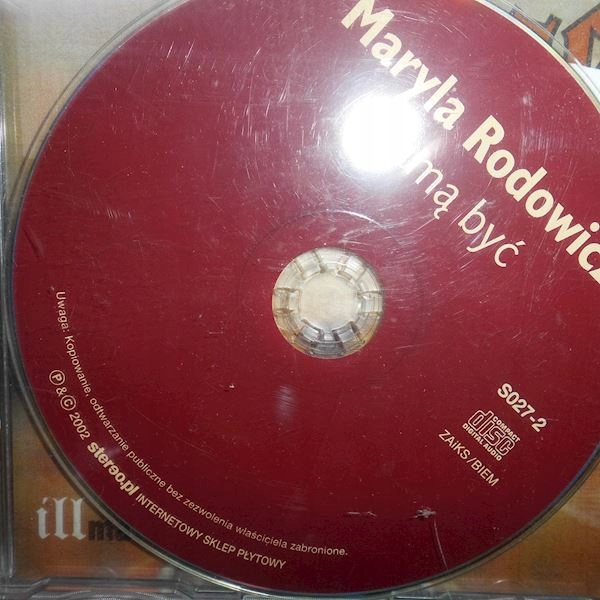 Maryla Rodowicz
mą być
S027-2
COMPACT
disc
DIGITAL AUDIO
ZAiKS/BIEM
Uwaga: Kopiowanie, odtwarzanie publiczne bez zezwolenia właściciela zabronione.
Ⓟ & © 2002 stereo.pl INTERNETOWY SKLEP PŁYTOWY
ill